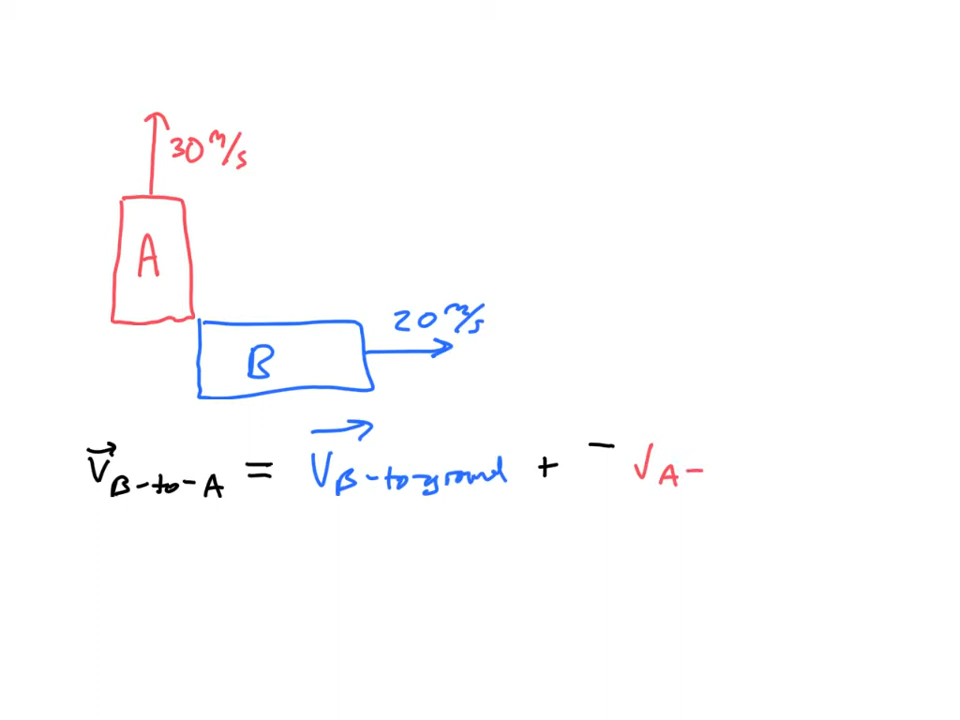 30 m/s
A
20 m/s
B
V B-to-A = V B-to-ground + - V A-